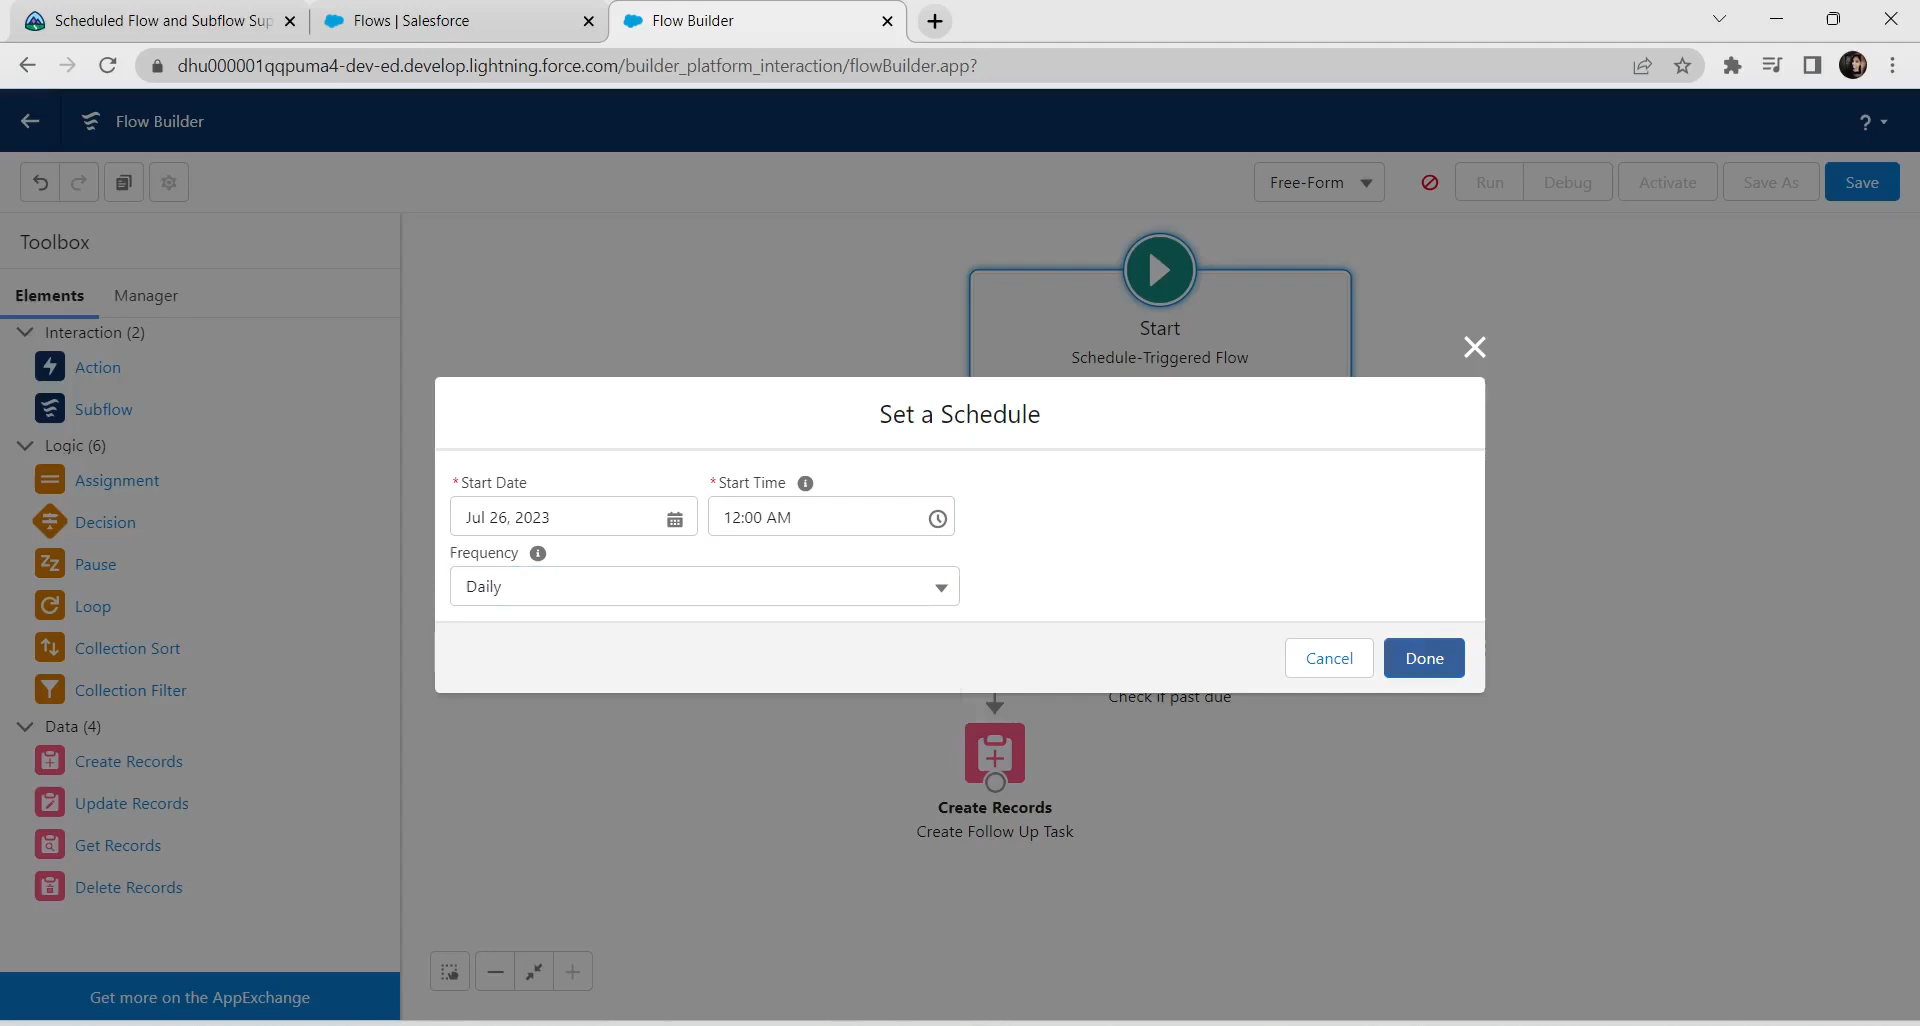 Scheduled Flow and Subflow Sup
Flows | Salesforce
Flow Builder
dhu000001qqpuma4-dev-ed.develop.lightning.force.com/builder_platform_interaction/flowBuilder.app?
Flow Builder
?
Free-Form
Run
Debug
Activate
Save As
Save
Toolbox
Elements
Manager
Interaction (2)
Action
Subflow
Logic (6)
Assignment
Decision
Pause
Loop
Collection Sort
Collection Filter
Data (4)
Create Records
Update Records
Get Records
Delete Records
Get more on the AppExchange
Start
Schedule-Triggered Flow
Set a Schedule
*Start Date
*Start Time
Jul 26, 2023
12:00 AM
Frequency
Daily
Cancel
Done
Check if past due
Create Records
Create Follow Up Task